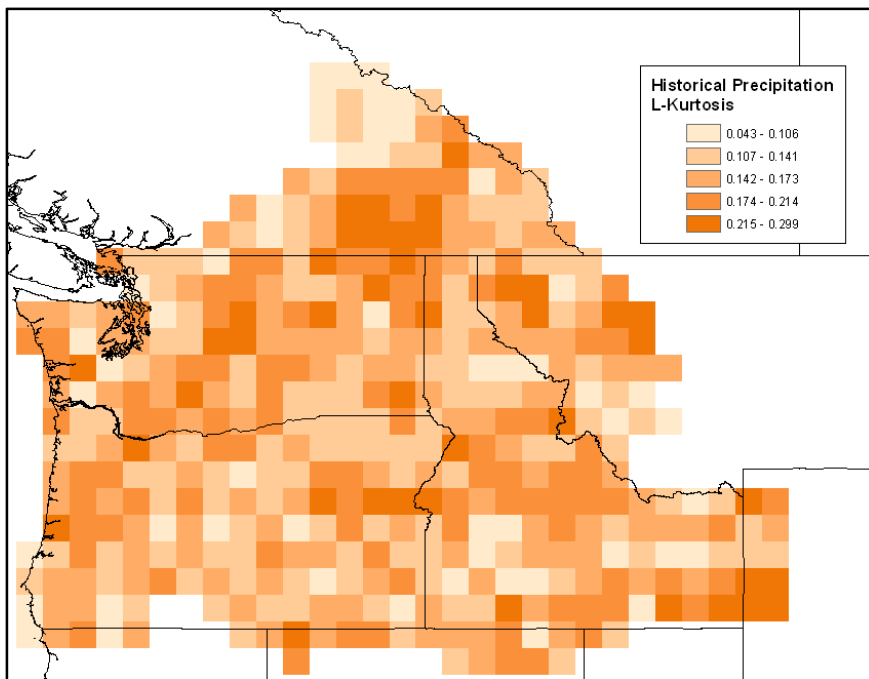 Historical Precipitation
L-Kurtosis
0.043 - 0.106
0.107 - 0.141
0.142 - 0.173
0.174 - 0.214
0.215 - 0.299